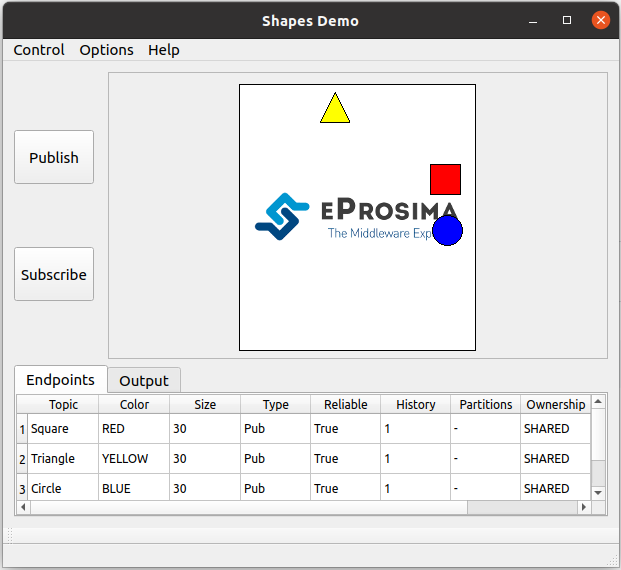 Shapes Demo
Control Options Help
Publish
Subscribe
EPROSIMA
The Middleware
Endpoints Output
Topic Color Size Type Reliable History Partitions Ownership
1 Square RED 30 Pub True 1 - SHARED
2 Triangle YELLOW 30 Pub True 1 - SHARED
3 Circle BLUE 30 Pub True 1 - SHARED